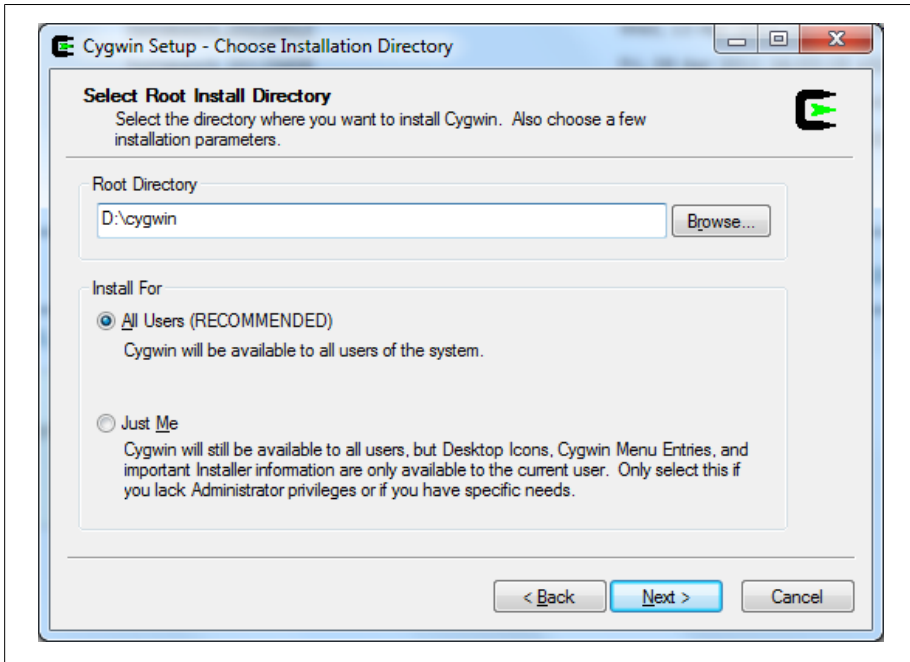 Cygwin Setup - Choose Installation Directory
Select Root Install Directory
Select the directory where you want to install Cygwin. Also choose a few
installation parameters.
Root Directory
D:\cygwin
Browse...
Install For
All Users (RECOMMENDED)
Cygwin will be available to all users of the system.
Just Me
Cygwin will still be available to all users, but Desktop Icons, Cygwin Menu Entries, and
important Installer information are only available to the current user. Only select this if
you lack Administrator privileges or if you have specific needs.
< Back
Next >
Cancel